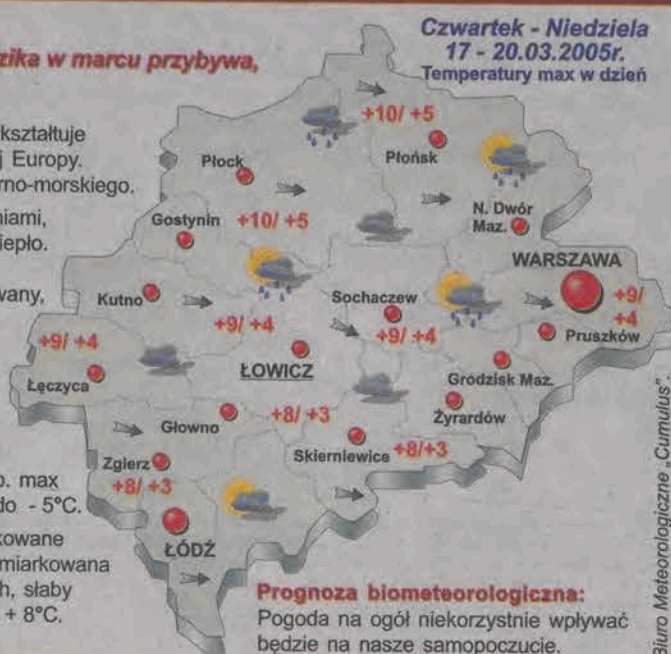 Czwartek - Niedziela
17 - 20.03.2005r.
Temperatury max w dzień
zika w marcu przybywa,
kształtuje
j Europy.
rno-morskiego.
niami,
iepło.
wany,
o. max
do - 5°C.
kowane
miarkowana
h, słaby
+ 8°C.
+10/ +5
Płock
Płońsk
Gostynin +10/ +5
N. Dwór
Maz.
WARSZAWA
Kutno
Sochaczew
+9/
+4
+9/ +4
+9/ +4
Pruszków
+9/ +4
ŁOWICZ
Łęczyca
Grodzisk Maz.
Żyrardów
Głowno
+8/ +3
Skierniewice +8/+3
Zgierz
+8/ +3
ŁÓDŹ
Prognoza biometeorologiczna:
Pogoda na ogół niekorzystnie wpływać
będzie na nasze samopoczucie.
Biuro Meteorologiczne „Cumulus".